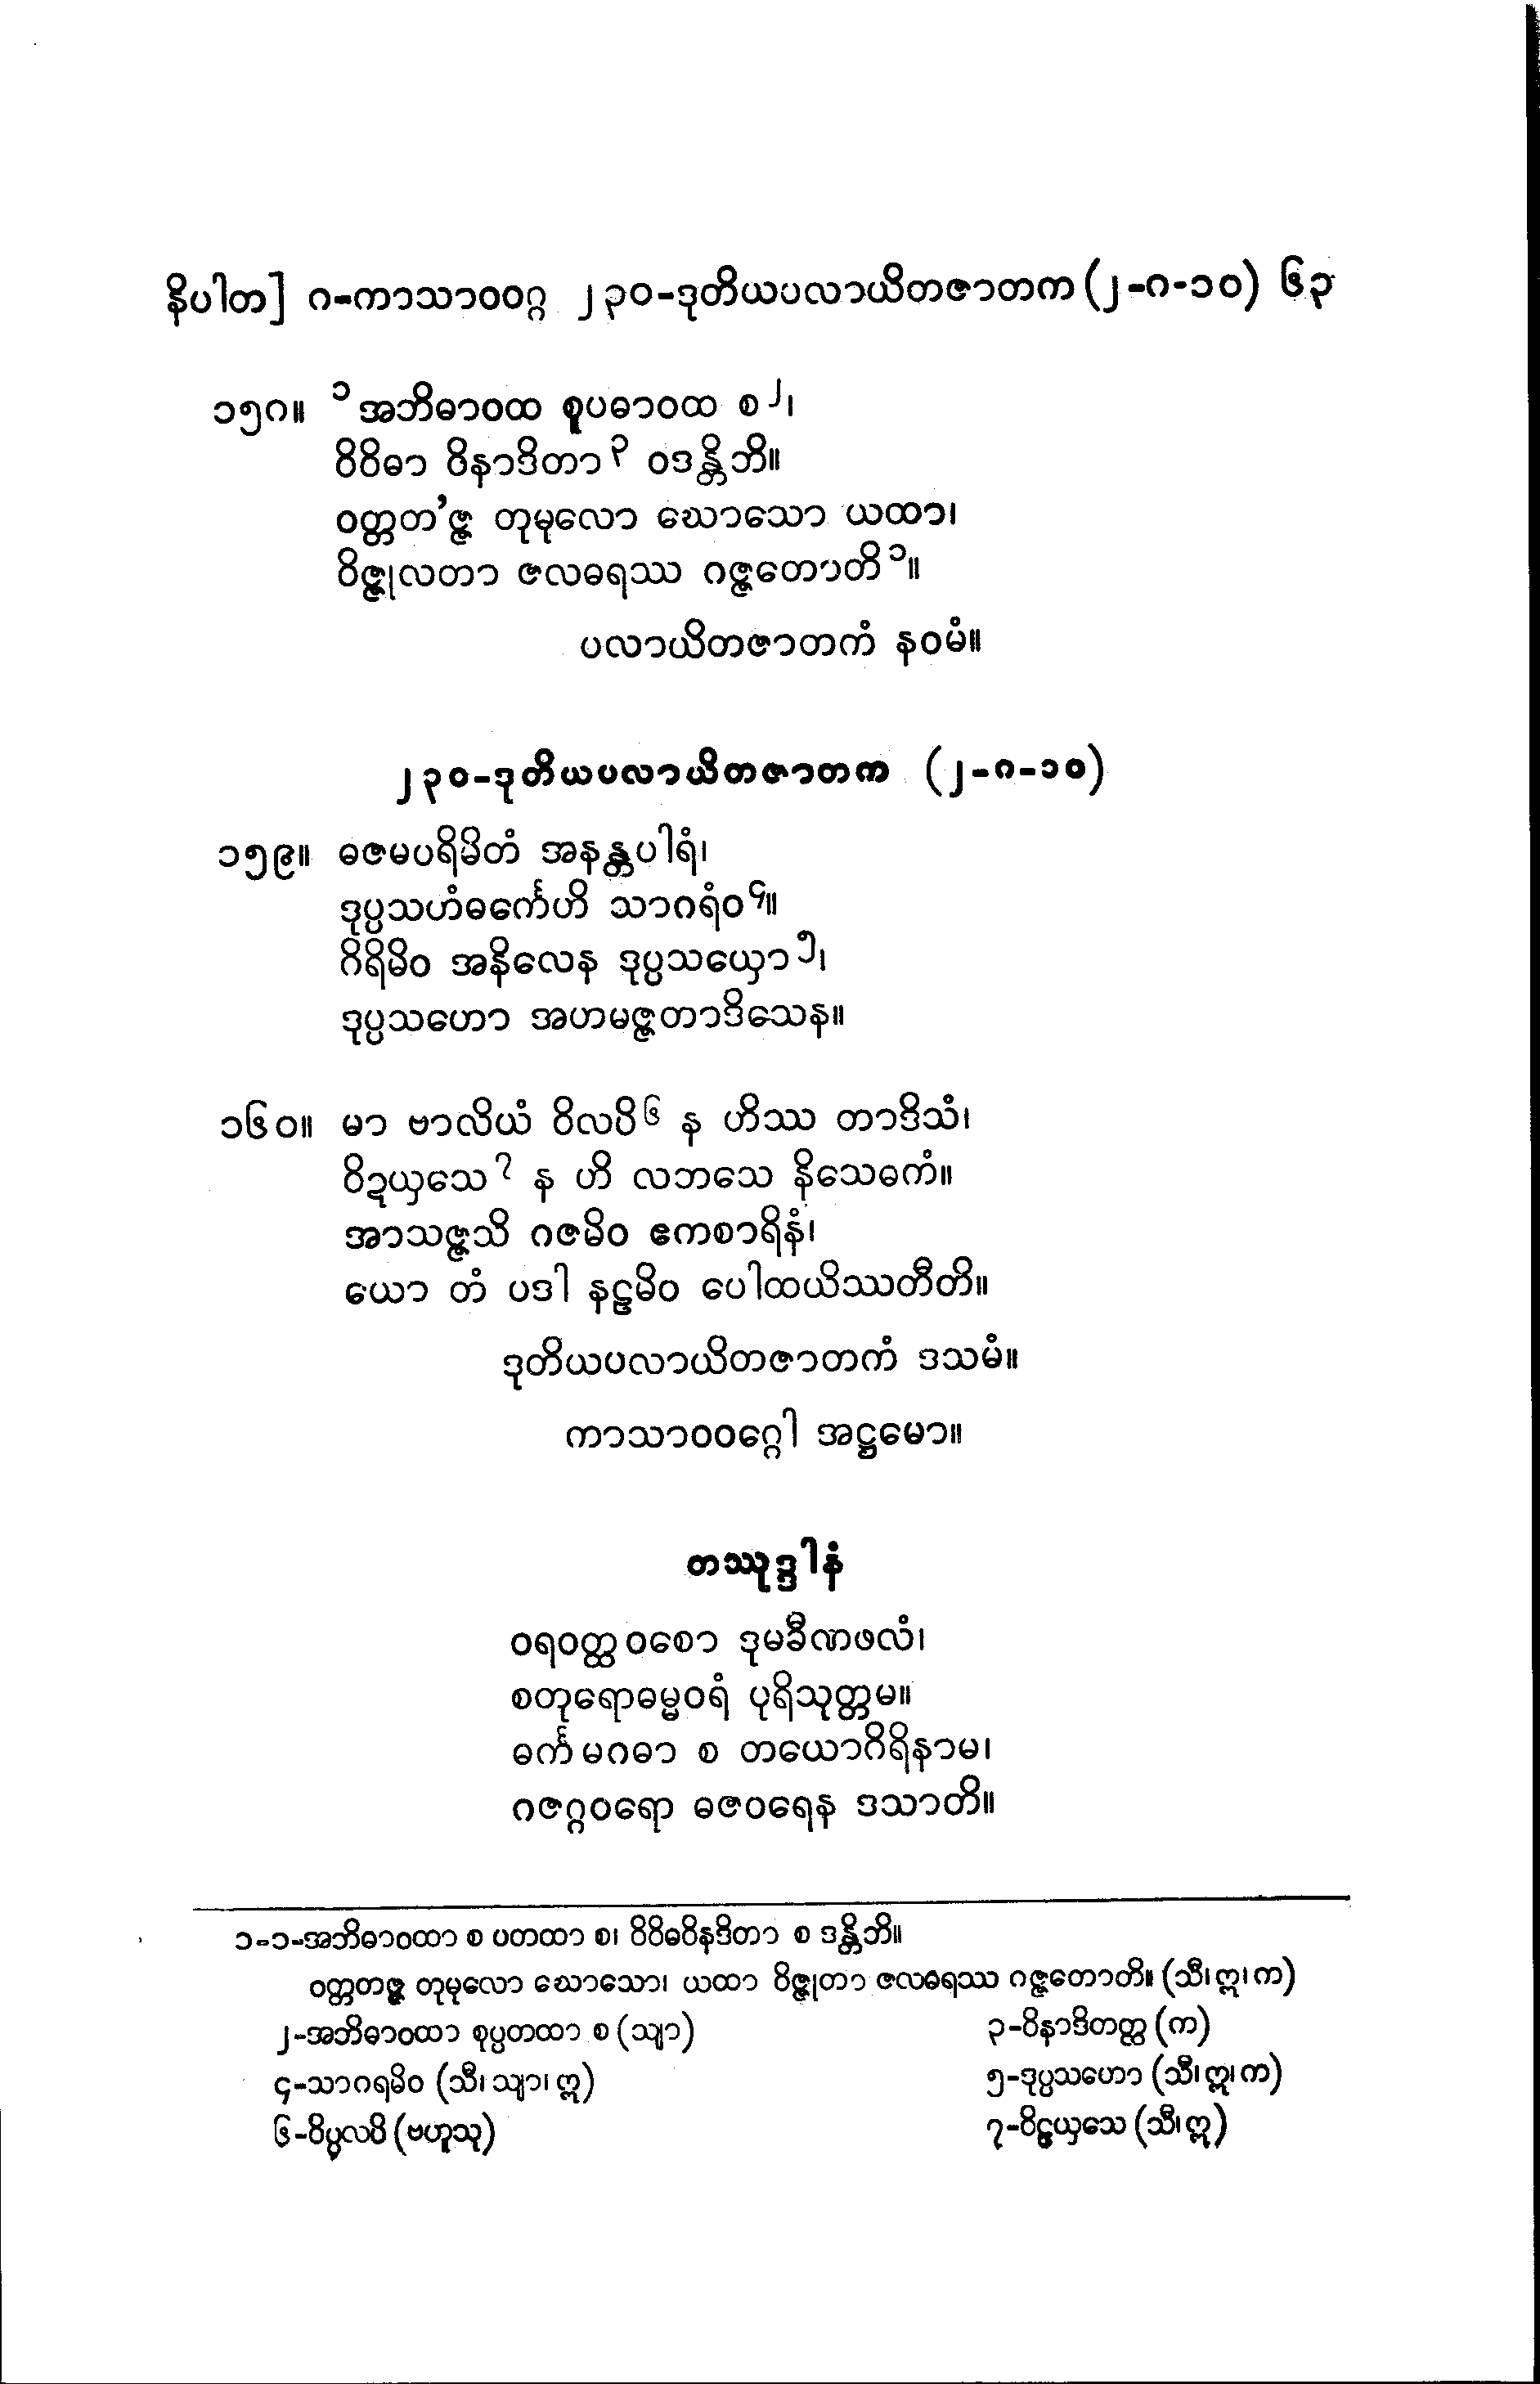 နိပါတ] ဂ-ကာသာဝဝဂ္ဂ ၂၃၀-ဒုတိယပလာယိတဇာတက (၂-ဂ-၁၀) ၆၃
၁၅၈။ ၁ အဘိဓာဝထ စူပဓာဝထ စ ၂၊
ဝိဝိဓာ ဝိနာဒိတာ ၃ ဝဒန္တိဘိ။
ဝတ္တတ’ဇ္ဇ တုမုလော ဃောသော ယထာ၊
ဝိဇ္ဇုလတာ ဇလဓရဿ ဂဇ္ဇတောတိ ၁။
ပလာယိတဇာတကံ နဝမံ။
၂၃၀-ဒုတိယပလာယိတဇာတက (၂-ဂ-၁၀)
၁၅၉။ ဓဇမပရိမိတံ အနန္တပါရံ၊
ဒုပ္ပသဟံဓင်္ကေဟိ သာဂရံဝ ၄။
ဂိရိမိဝ အနိလေန ဒုပ္ပသယှော ၅၊
ဒုပ္ပသဟော အဟမဇ္ဇတာဒိသေန။
၁၆၀။ မာ ဗာလိယံ ဝိလပိ ၆ န ဟိဿ တာဒိသံ၊
ဝိဍယှသေ ၇ န ဟိ လဘသေ နိသေဓကံ။
အာသဇ္ဇသိ ဂဇမိဝ ဧကစာရိနံ၊
ယော တံ ပဒါ နဠမိဝ ပေါထယိဿတီတိ။
ဒုတိယပလာယိတဇာတကံ ဒသမံ။
ကာသာဝဝဂ္ဂေါ အဋ္ဌမော။
တဿုဒ္ဒါနံ
ဝရဝတ္ထဝစော ဒုမခီဏဖလံ၊
စတုရောဓမ္မဝရံ ပုရိသုတ္တမ။
ဓင်္ကမဂဓာ စ တယောဂိရိနာမ၊
ဂဇဂ္ဂဝရော ဓဇဝရေန ဒသာတိ။
၁-၁-အဘိဓာဝထာ စ ပတထာ စ၊ ဝိဝိဓဝိနဒိတာ စ ဒန္တိဘိ။
ဝတ္တတဇ္ဇ တုမုလော ဃောသော၊ ယထာ ဝိဇ္ဇုတာ ဇလဓရဿ ဂဇ္ဇတောတိ။ (သီ၊ ဣ၊ က)
၂-အဘိဓာဝထာ စုပ္ပတထာ စ (သျာ) ၃-ဝိနာဒိတတ္ထ (က)
၄-သာဂရမိဝ (သီ၊ သျာ၊ ဣ) ၅-ဒုပ္ပသဟော (သီ၊ ဣ၊ က)
၆-ဝိပ္ပလပိ (ဗဟူသု) ၇-ဝိဠယှသေ (သီ၊ ဣ)